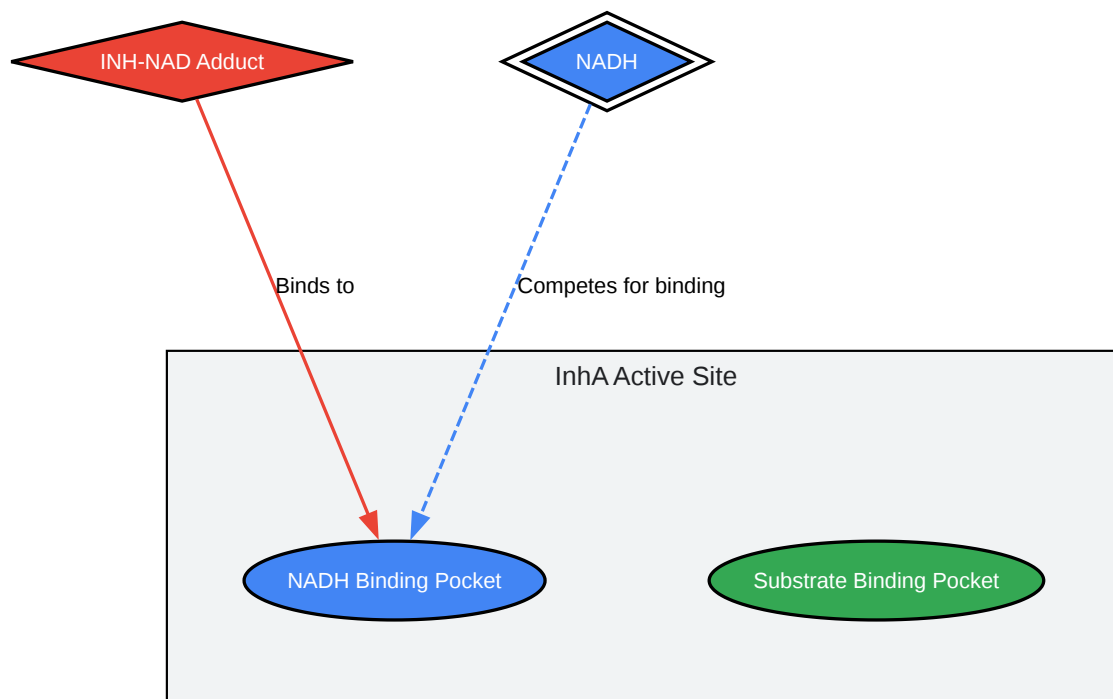 INH-NAD Adduct
NADH
Binds to
Competes for binding
InhA Active Site
NADH Binding Pocket
Substrate Binding Pocket